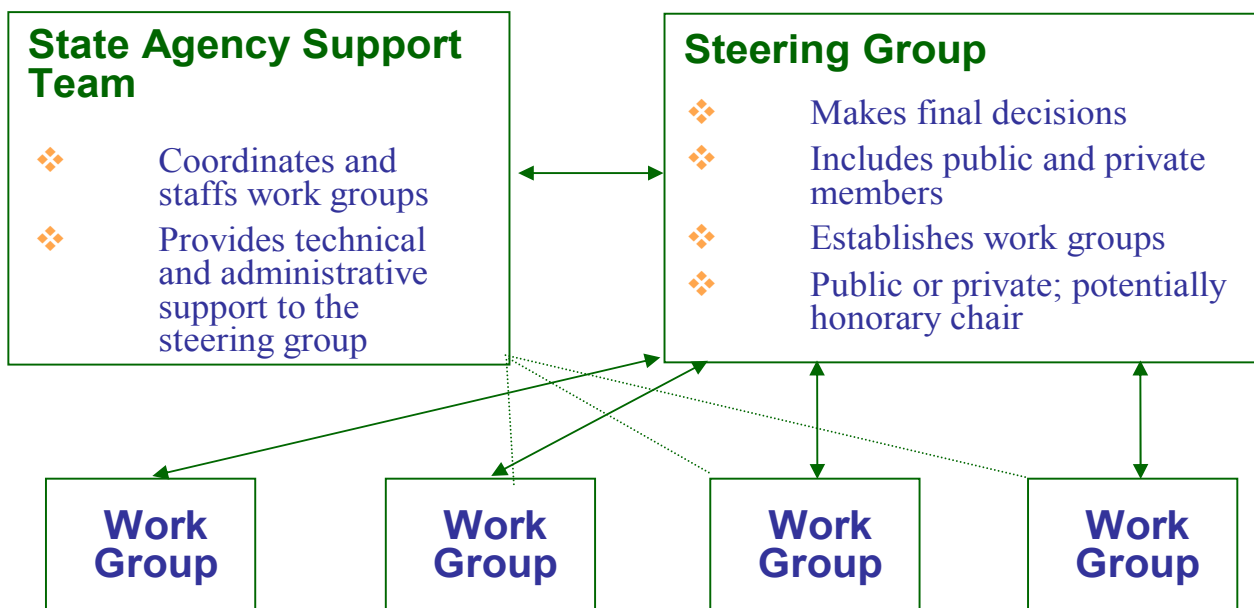 State Agency Support
Team
❖ Coordinates and
staffs work groups
❖ Provides technical
and administrative
support to the
steering group
Steering Group
❖ Makes final decisions
❖ Includes public and private
members
❖ Establishes work groups
❖ Public or private; potentially
honorary chair
Work
Group
Work
Group
Work
Group
Work
Group